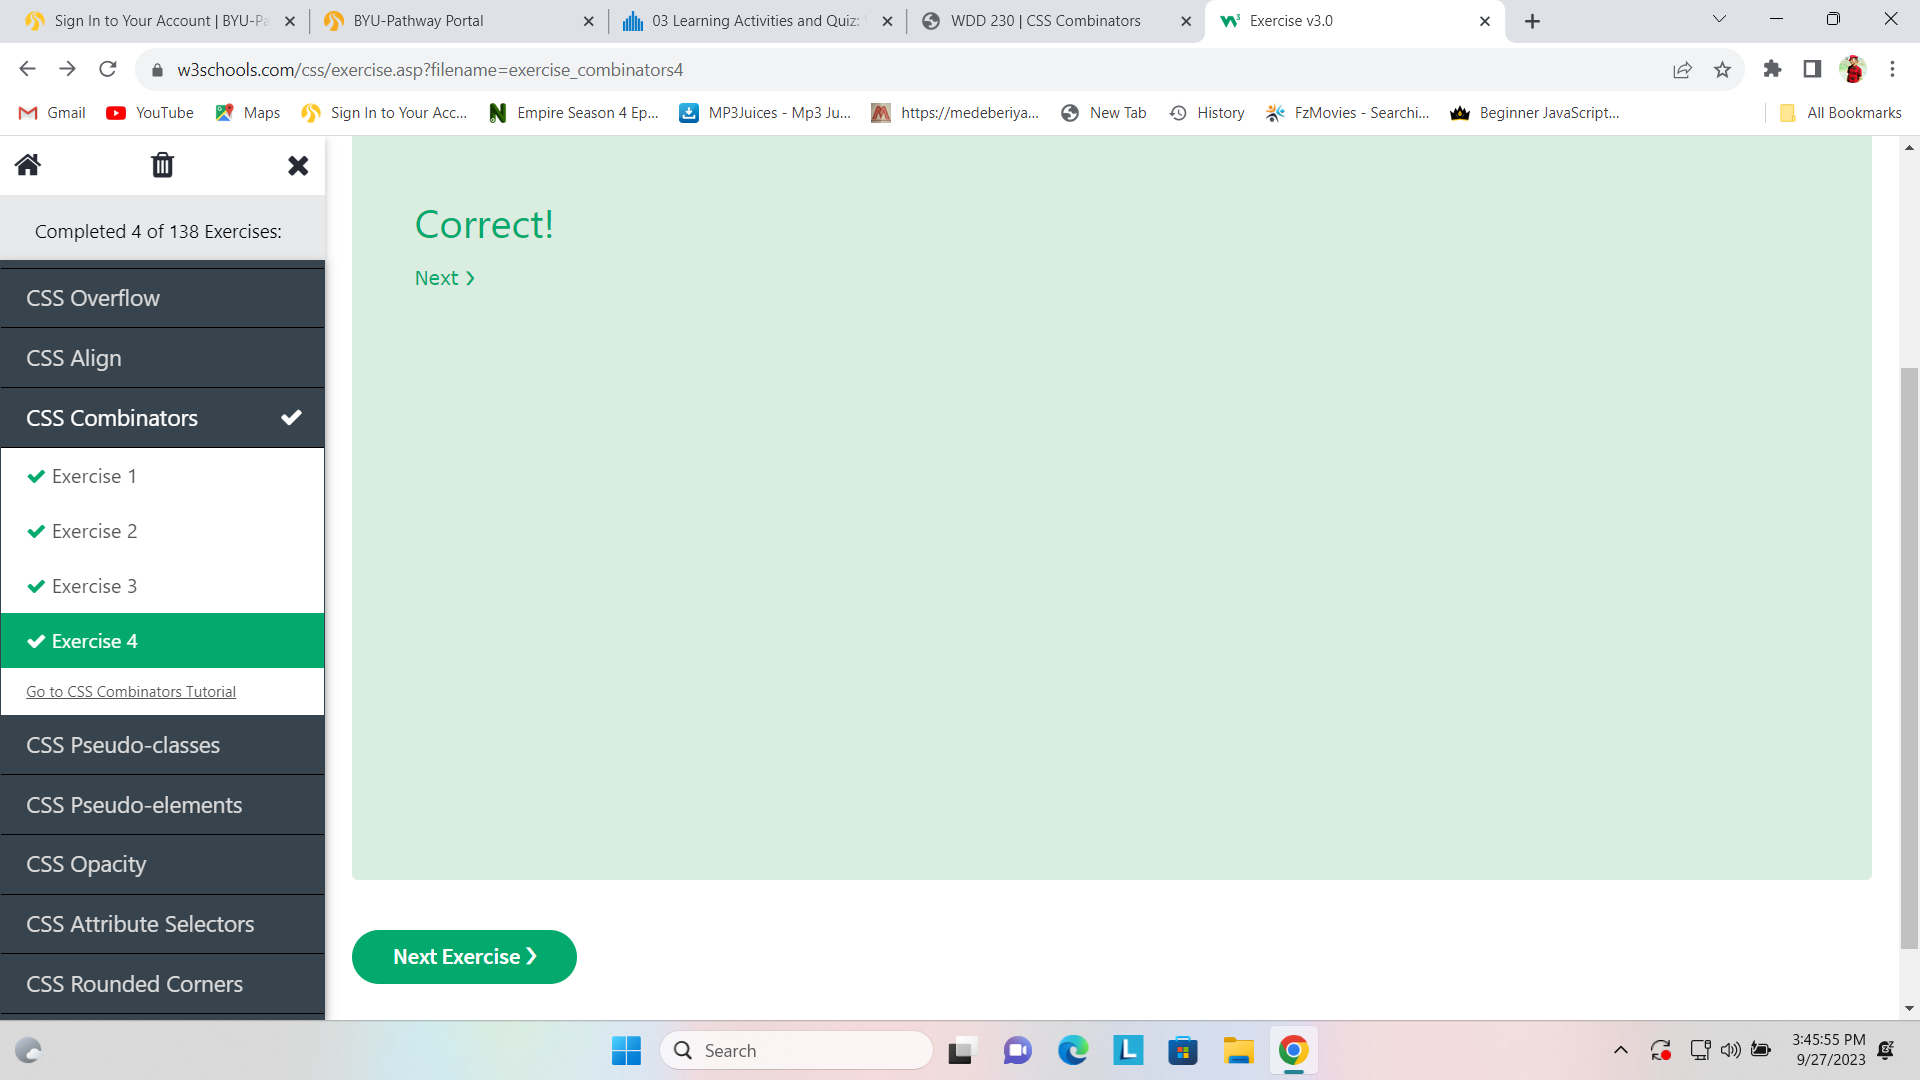 Sign In to Your Account | BYU-Pa
BYU-Pathway Portal
03 Learning Activities and Quiz:
WDD 230 | CSS Combinators
Exercise v3.0
w3schools.com/css/exercise.asp?filename=exercise_combinators4
Gmail
YouTube
Maps
Sign In to Your Acc...
Empire Season 4 Ep...
MP3Juices - Mp3 Ju...
https://medeberiya...
New Tab
History
FzMovies - Searchi...
Beginner JavaScript...
All Bookmarks
Completed 4 of 138 Exercises:
CSS Overflow
CSS Align
CSS Combinators
Exercise 1
Exercise 2
Exercise 3
Exercise 4
Go to CSS Combinators Tutorial
CSS Pseudo-classes
CSS Pseudo-elements
CSS Opacity
CSS Attribute Selectors
CSS Rounded Corners
Correct!
Next ❯
Next Exercise ❯
Search
3:45:55 PM
9/27/2023